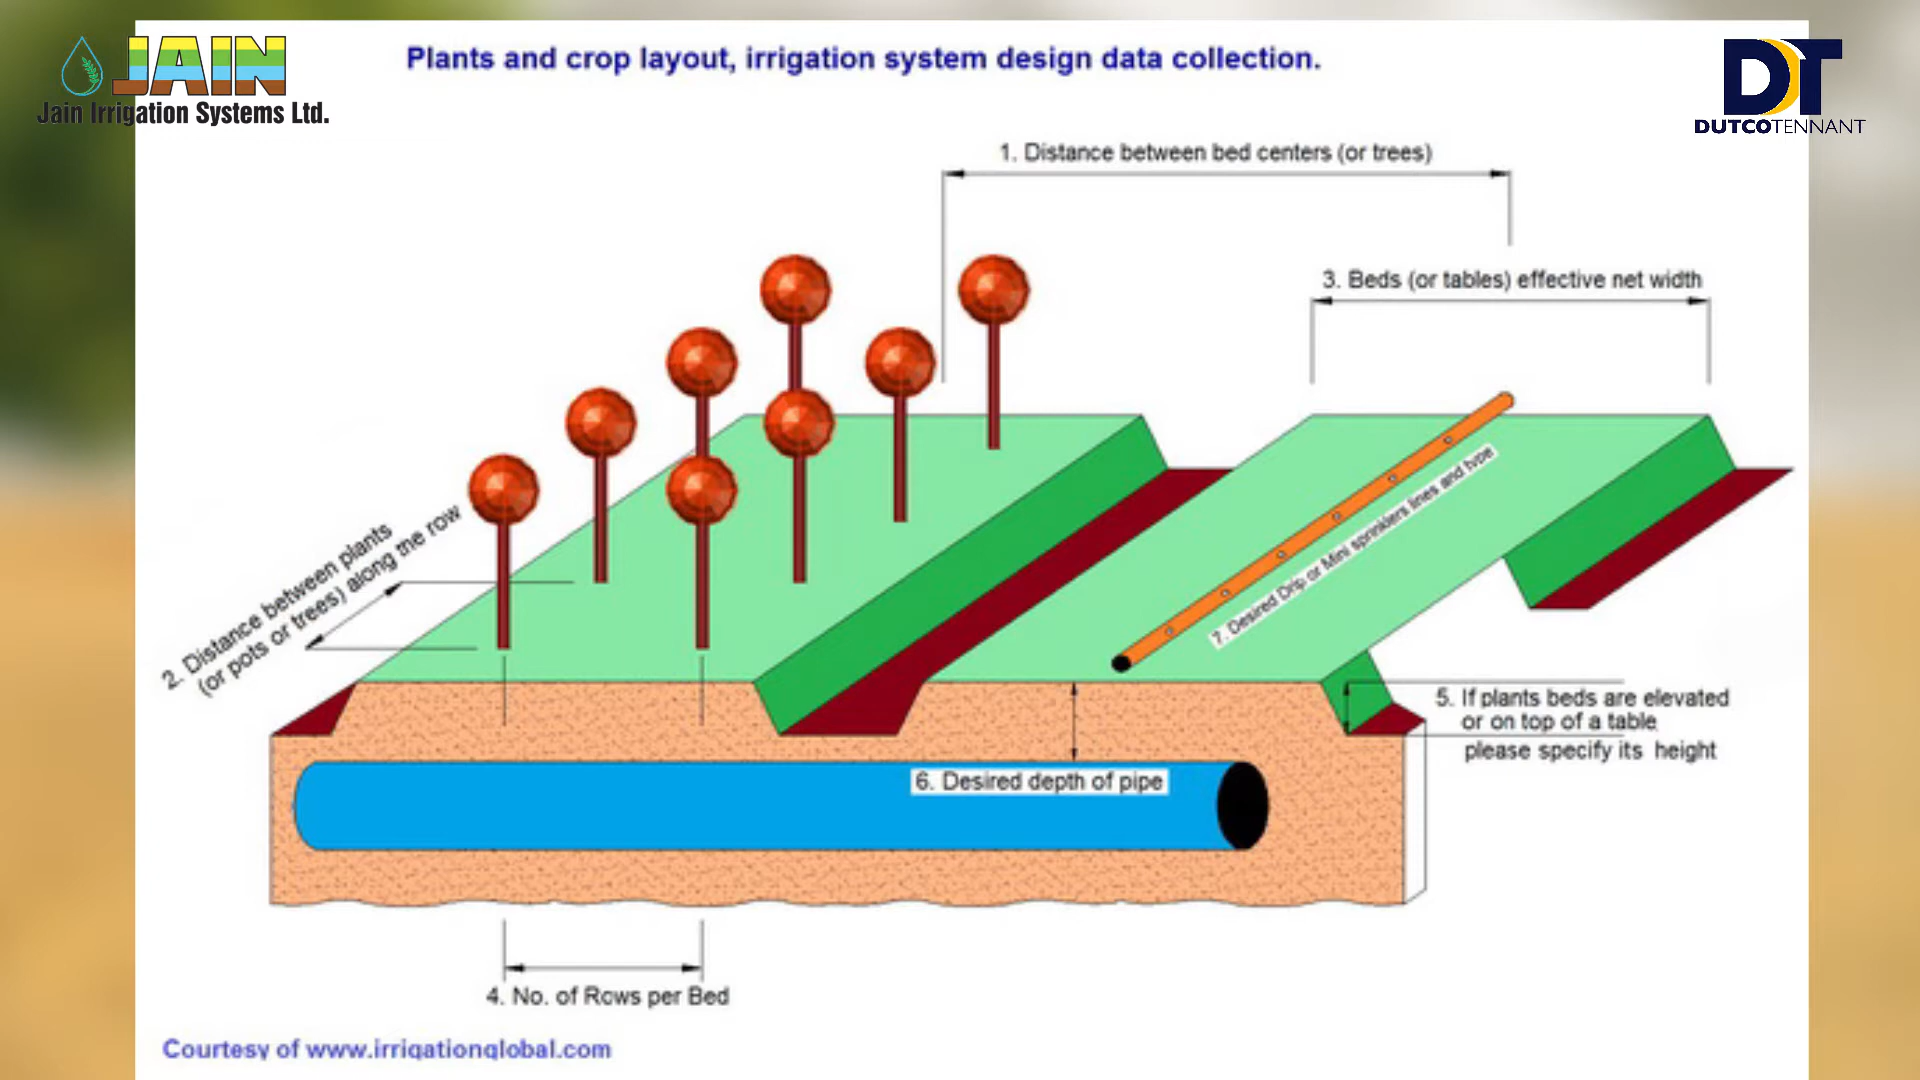 JAIN
Jain Irrigation Systems Ltd.
Plants and crop layout, irrigation system design data collection.
DT
DUTCOTENNANT
1. Distance between bed centers (or trees)
3. Beds (or tables) effective net width
2. Distance between plants
(or pots or trees) along the row
7. Desired Drip or Mini sprinklers lines and type
5. If plants beds are elevated
or on top of a table
please specify its height
6. Desired depth of pipe
4. No. of Rows per Bed
Courtesy of www.irrigationglobal.com